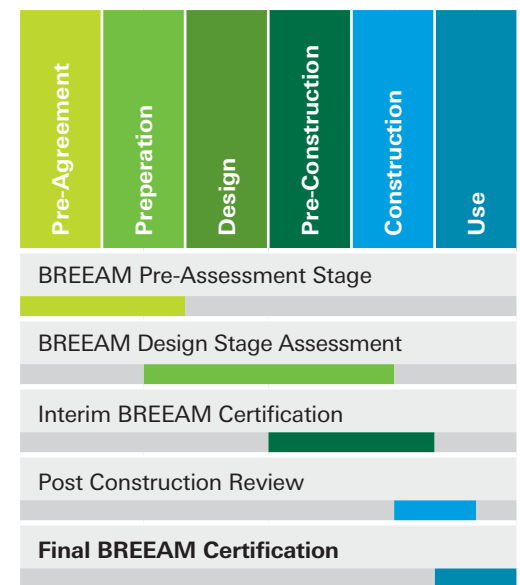 Pre-Agreement
Preperation
Design
Pre-Construction
Construction
Use
BREEAM Pre-Assessment Stage
BREEAM Design Stage Assessment
Interim BREEAM Certification
Post Construction Review
Final BREEAM Certification